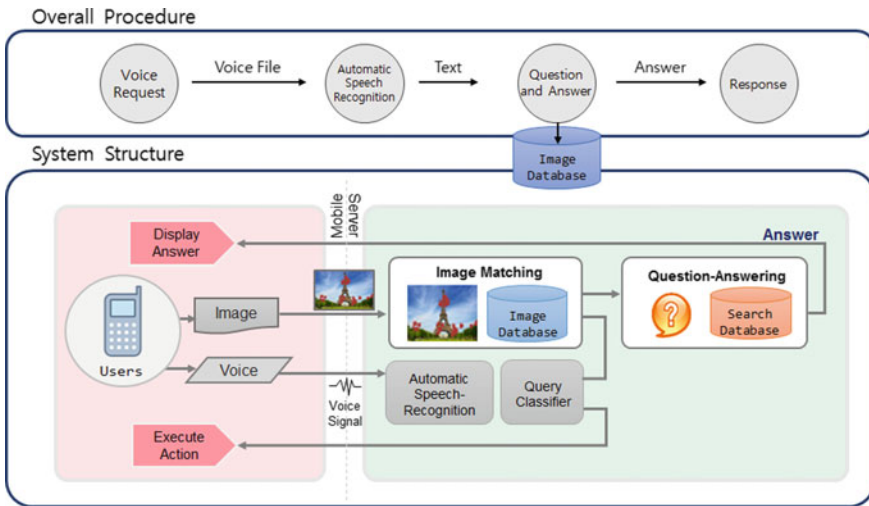 Overall Procedure
Voice
Request
Voice File
Automatic
Speech
Recognition
Text
Question
and Answer
Answer
Response
Image
Database
System Structure
Mobile
Server
Display
Answer
Answer
Users
Image
Voice
Voice
Signal
Image Matching
Image
Database
Question-Answering
?
Search
Database
Automatic
Speech-
Recognition
Query
Classifier
Execute
Action